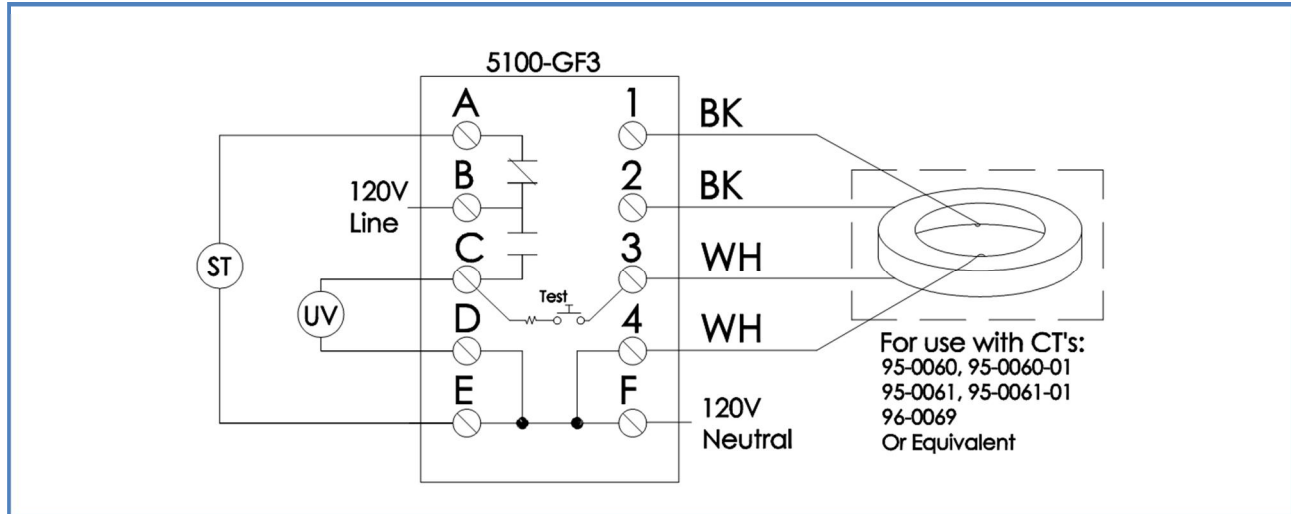 5100-GF3
A
1
BK
B
2
BK
120V
Line
C
3
WH
ST
UV
Test
D
4
WH
E
F
120V
Neutral
For use with CT's:
95-0060, 95-0060-01
95-0061, 95-0061-01
96-0069
Or Equivalent